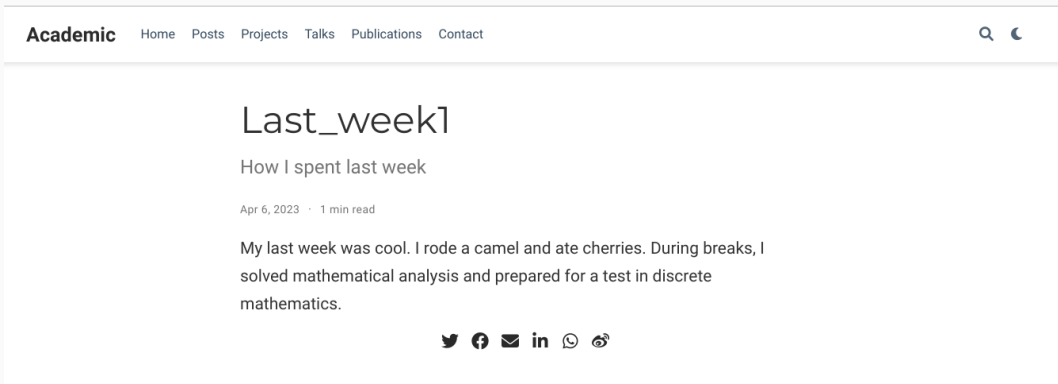 Academic Home Posts Projects Talks Publications Contact
Last_week1
How I spent last week
Apr 6, 2023 · 1 min read
My last week was cool. I rode a camel and ate cherries. During breaks, I
solved mathematical analysis and prepared for a test in discrete
mathematics.